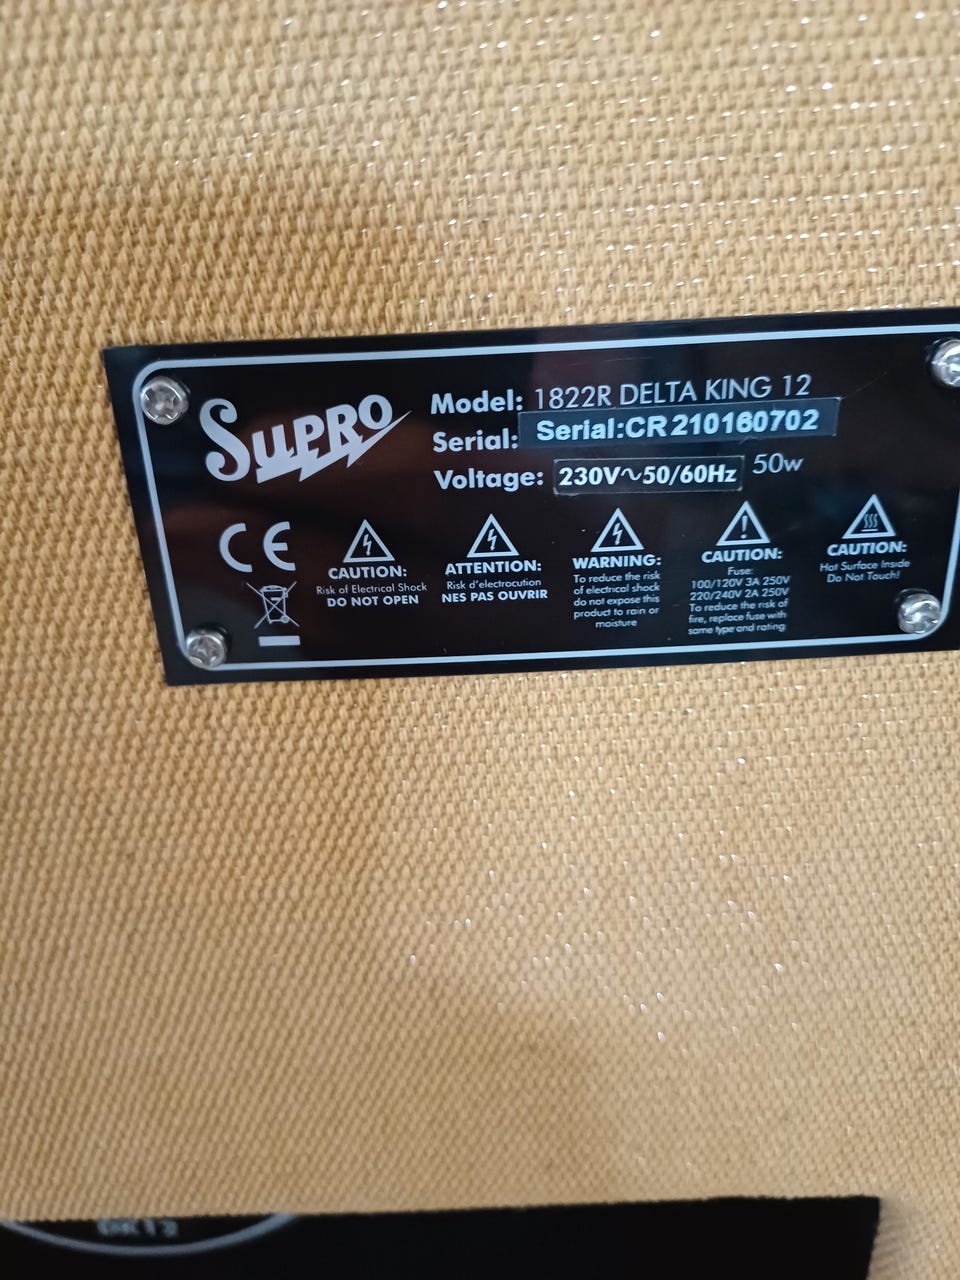 SUPRO
Model: 1822R DELTA KING 12
Serial: Serial:CR210160702
Voltage: 230V~50/60Hz 50w
CE
CAUTION:
Risk of Electrical Shock
DO NOT OPEN
ATTENTION:
Risk d'electrocution
NES PAS OUVRIR
WARNING:
To reduce the risk
of electrical shock
do not expose this
product to rain or
moisture
CAUTION:
Fuse:
100/120V 3A 250V
220/240V 2A 250V
To reduce the risk of
fire, replace fuse with
same type and rating
CAUTION:
Hot Surface Inside
Do Not Touch!